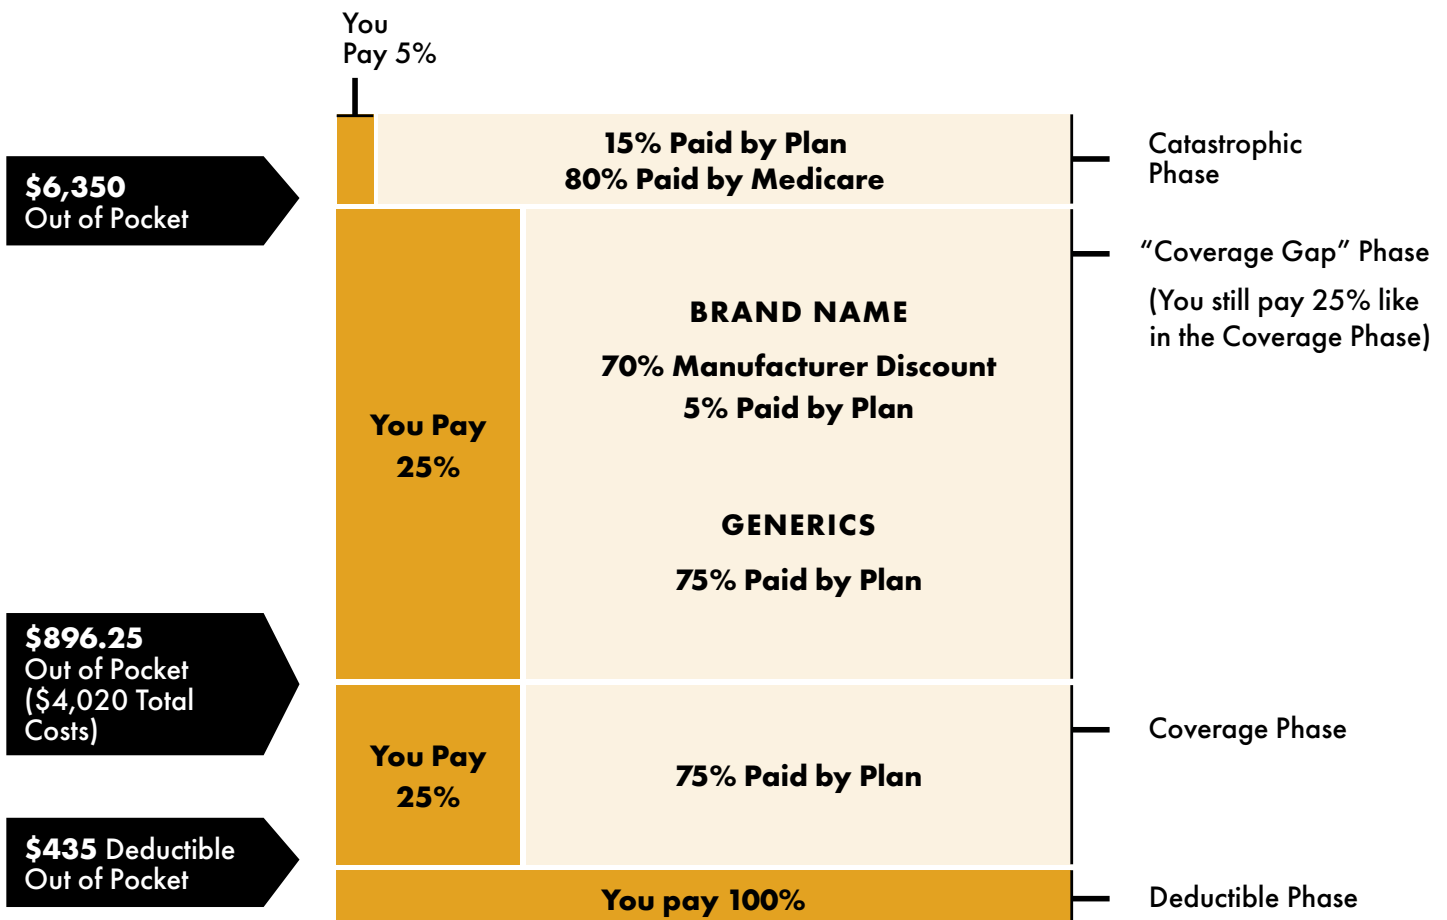 You
Pay 5%
15% Paid by Plan
80% Paid by Medicare
Catastrophic
Phase
$6,350
Out of Pocket
“Coverage Gap” Phase
(You still pay 25% like
in the Coverage Phase)
BRAND NAME
70% Manufacturer Discount
5% Paid by Plan
You Pay
25%
GENERICS
75% Paid by Plan
$896.25
Out of Pocket
($4,020 Total
Costs)
You Pay
25%
75% Paid by Plan
Coverage Phase
$435 Deductible
Out of Pocket
You pay 100%
Deductible Phase